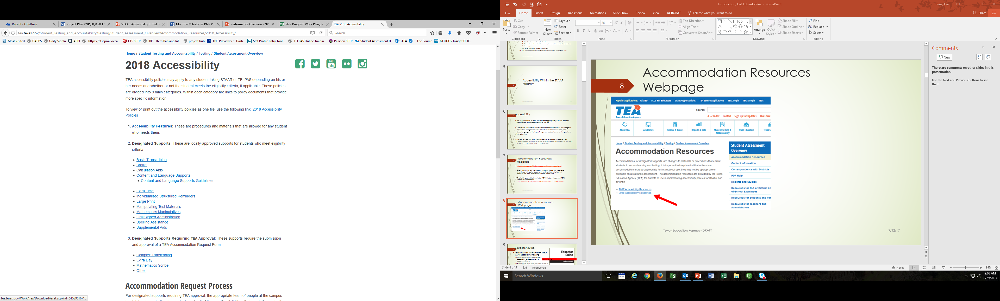 Recent - OneDrive
Project Plan PNP_JR_8.28.17
STAAR Accessibility Timelin
Monthly Milestones PNP Pr
Performance Overview PNP
PNP Program Work Plan_JR.
TEA 2018 Accessibility
tea.texas.gov/Student_Testing_and_Accountability/Testing/Student_Assessment_Overview/Accommodation_Resources/2018_Accessibility/
Search
Most Visited
CAPPS
Unify:SignIn
ABBI
https://etsepm2.occa...
ETS SFTP
IBIS - Item Banking Inf...
project hub
TN8 Previewer ::: Dash...
Stat Profile Entry Tool ...
TELPAS Online Training...
Pearson SFTP
TEA Student Assessment D...
iTEA
- The Source
NEOGOV Insight OHC...
Home / Student Testing and Accountability / Testing / Student Assessment Overview
2018 Accessibility
You Tube
TEA accessibility policies may apply to any student taking STAAR or TELPAS depending on his or
her needs and whether or not the student meets the eligibility criteria, if applicable. These policies
are divided into 3 main categories. Within each category are links to policy documents that provide
more specific information.
To view or print out the accessibility policies as one file, use the following link: 2018 Accessibility
Policies
1. Accessibility Features: These are procedures and materials that are allowed for any student
who needs them.
2. Designated Supports: These are locally-approved supports for students who meet eligibility
criteria.
Basic Transcribing
Braille
Calculation Aids
Content and Language Supports
Content and Language Supports Guidelines
Extra Time
Individualized Structured Reminders
Large Print
Manipulating Test Materials
Mathematics Manipulatives
Oral/Signed Administration
Spelling Assistance
Supplemental Aids
3. Designated Supports Requiring TEA Approval: These supports require the submission
and approval of a TEA Accommodation Request Form.
Complex Transcribing
Extra Day
Mathematics Scribe
Other
Accommodation Request Process
For designated supports requiring TEA approval, the appropriate team of people at the campus
tea.texas.gov/WorkArea/DownloadAsset.aspx?id=51539616710
Introduction, José Eduardo Ríos - PowerPoint
Rios, Jose
File Home Insert Design Transitions Animations Slide Show Review View ACROBAT Tell me what you want to do
Share
Paste
Cut
Copy
Format Painter
Clipboard
New Slide
Layout
Reset
Section
Slides
36
Font
Text Direction
Align Text
Convert to SmartArt
Paragraph
Arrange
Quick Styles
Shape Fill
Shape Outline
Shape Effects
Drawing
Find
Replace
Select
Editing
5
Accessibility Within the STAAR
Program
6
Accessibility
7
Accommodation Resources
Webpage
8
Accommodation Resources
Webpage
9
Educator guide
Posted resource for information about
STAAR accessibility, including
Educator
Guide
STAAR Program
8
Accommodation Resources
Webpage
Popular Applications: AskTED ECOS For Educators Grant Opportunities TEA Secure Applications TEAL Login TEASE Login TSDS
TEA
Texas Education Agency
Search
A - Z Index Contact Sign Up for Updates TEA Corre
About TEA
Academics
Finance & Grants
Reports & Data
Student Testing &
Accountability
Texas Educators
Texas S
Home / Student Testing and Accountability / Testing / Student Assessment Overview
Accommodation Resources
Accommodations, or designated supports, are changes to materials or procedures that enable
students to access learning and testing. It is important to keep in mind that while some
accommodations may be appropriate for instructional use, they may not be appropriate or
allowable on a statewide assessment. The accommodation resources are provided by the Texas
Education Agency (TEA) for districts to use in implementing accessibility policies for STAAR and
TELPAS.
2017 Accessibility Resources
2018 Accessibility Resources
Student Assessment
Overview
Accommodation Resources
Contact Information
Correspondence with Districts
PDF Help
Reports and Studies
Resources for Out-of-District an
of-School Examinees
Resources for Students and Pa
Resources for Teachers and
Administrators
Texas Education Agency -DRAFT
9/12/17
Comments
New
There are comments on other slides in this
presentation.
Use the Next and Previous buttons to see
them.
Slide 8 of 51
Recovered
Notes
99%
Search Windows
9:08 AM
8/29/2017